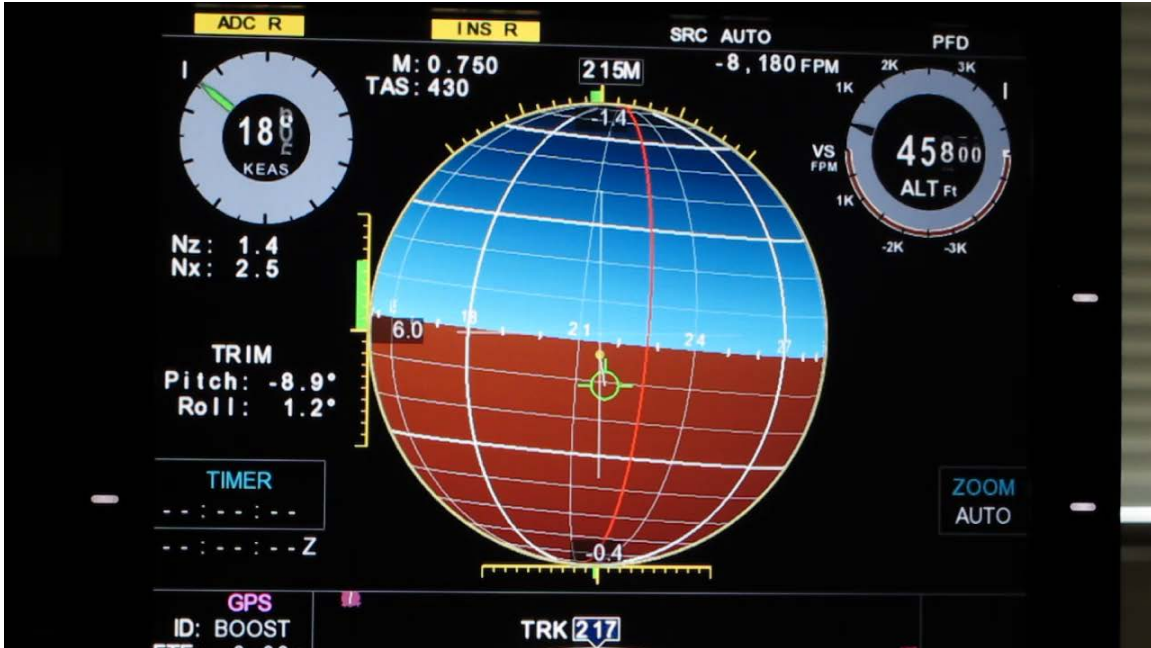 ADC R
INS R
SRC AUTO
PFD
M: 0.750
TAS: 430
215M
-8,180 FPM
2K
3K
1K
18
KEAS
-1.4
VS
FPM
45800
ALT Ft
1K
-2K
-3K
Nz: 1.4
Nx: 2.5
6.0
18
21
24
27
TRIM
Pitch: -8.9°
Roll: 1.2°
TIMER
--:--:--
--:--:--Z
ZOOM
AUTO
-0.4
GPS
ID: BOOST
TRK 217